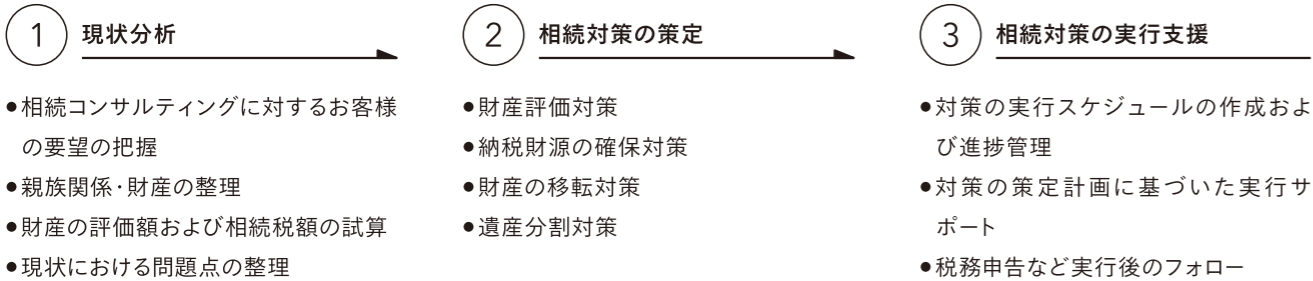 1 現状分析
●相続コンサルティングに対するお客様
の要望の把握
●親族関係・財産の整理
●財産の評価額および相続税額の試算
●現状における問題点の整理
2 相続対策の策定
●財産評価対策
●納税財源の確保対策
●財産の移転対策
●遺産分割対策
3 相続対策の実行支援
●対策の実行スケジュールの作成およ
び進捗管理
●対策の策定計画に基づいた実行サ
ポート
●税務申告など実行後のフォロー